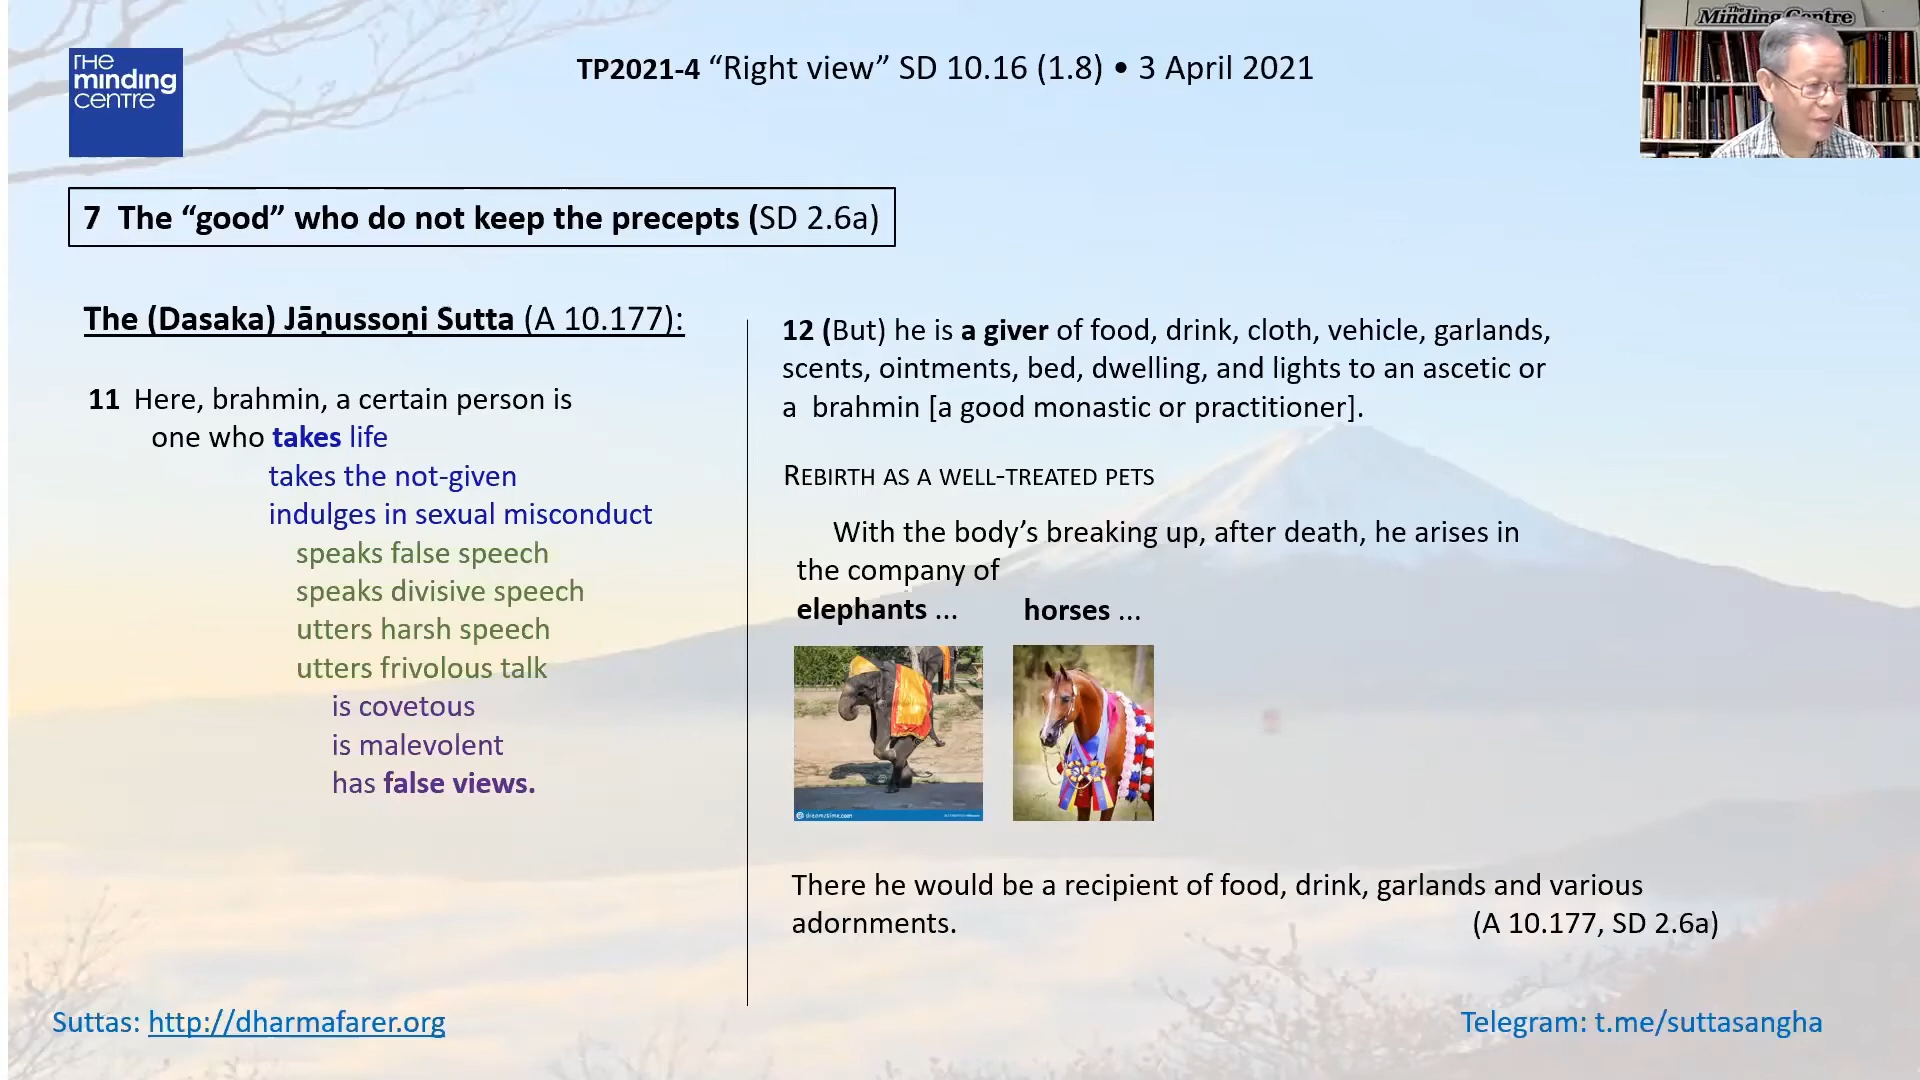 THE
minding
centre
TP2021-4 “Right view” SD 10.16 (1.8) • 3 April 2021
The
Minding Centre
7 The “good” who do not keep the precepts (SD 2.6a)
The (Dasaka) Jāṇussoṇi Sutta (A 10.177):
11 Here, brahmin, a certain person is
one who takes life
takes the not-given
indulges in sexual misconduct
speaks false speech
speaks divisive speech
utters harsh speech
utters frivolous talk
is covetous
is malevolent
has false views.
12 (But) he is a giver of food, drink, cloth, vehicle, garlands,
scents, ointments, bed, dwelling, and lights to an ascetic or
a brahmin [a good monastic or practitioner].
REBIRTH AS A WELL-TREATED PETS
With the body’s breaking up, after death, he arises in
the company of
elephants ... horses ...
dreamstime.com
There he would be a recipient of food, drink, garlands and various
adornments. (A 10.177, SD 2.6a)
Suttas: http://dharmafarer.org
Telegram: t.me/suttasangha